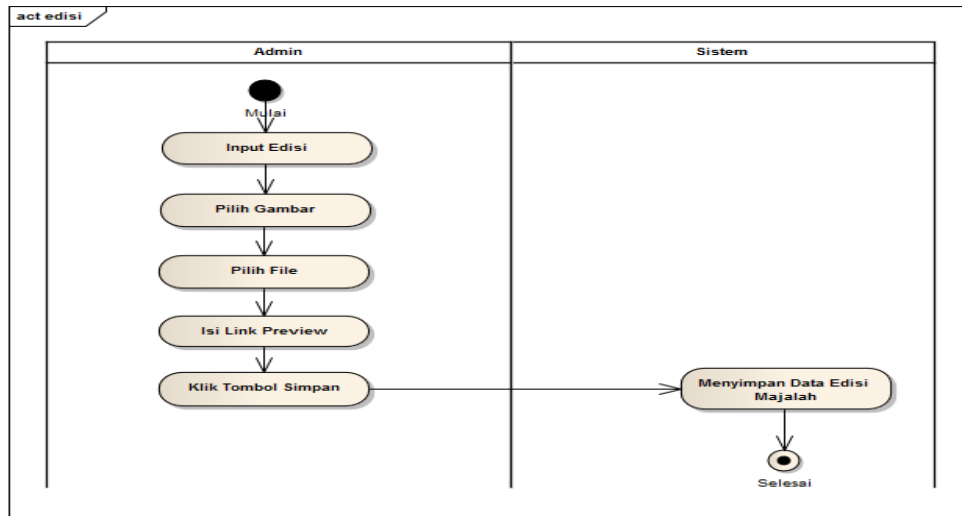 act edisi
Admin
Sistem
Mulai
Input Edisi
Pilih Gambar
Pilih File
Isi Link Preview
Klik Tombol Simpan
Menyimpan Data Edisi
Majalah
Selesai